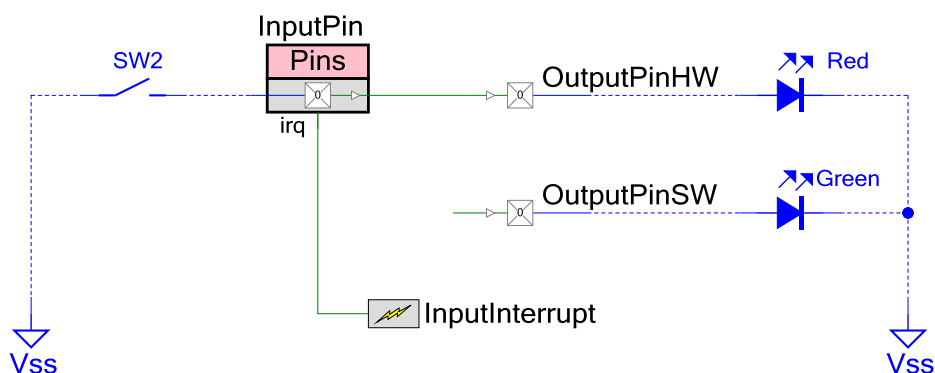 InputPin
SW2
Pins
0
irq
0
OutputPinHW
Red
0
OutputPinSW
Green
InputInterrupt
Vss
Vss